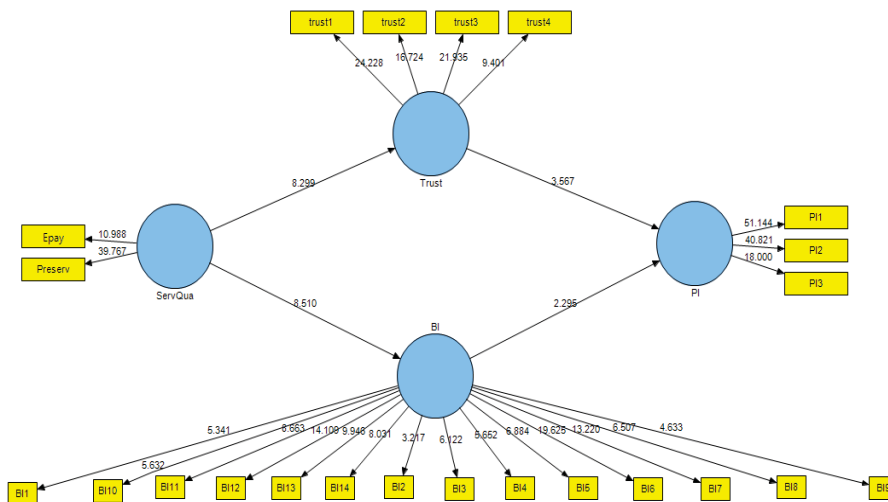 trust1
trust2
trust3
trust4
24.228
16.724
21.935
9.401
Trust
8.299
3.567
Epay
Preserv
10.988
39.767
ServQua
PI1
PI2
PI3
51.144
40.821
18.000
PI
8.510
2.295
BI
5.341
5.632
8.663
14.109
9.946
8.031
3.217
6.122
5.652
6.884
19.625
13.220
6.507
4.633
BI1
BI10
BI11
BI12
BI13
BI14
BI2
BI3
BI4
BI5
BI6
BI7
BI8
BI9